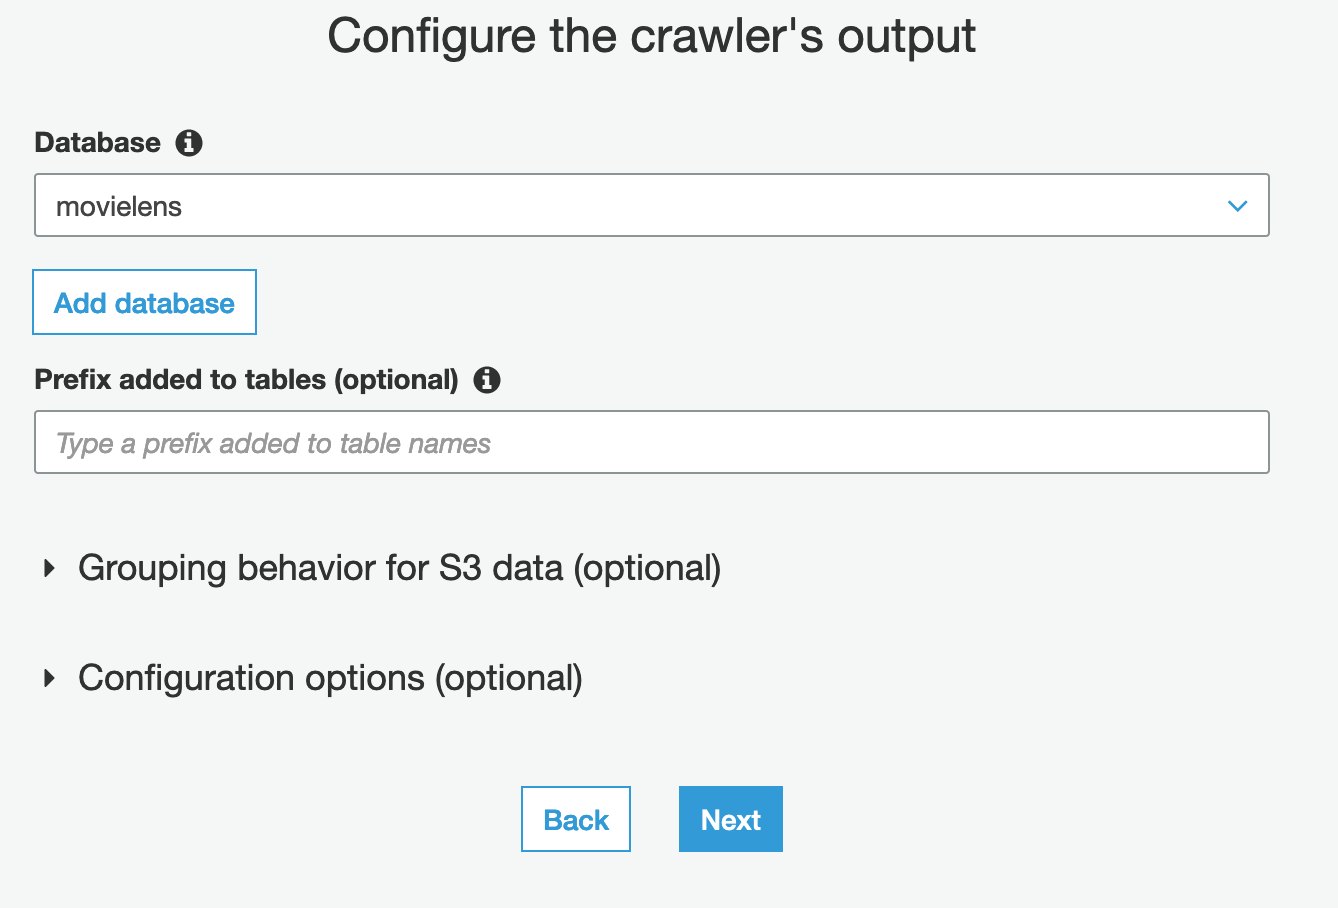 Configure the crawler's output
Database
movielens
Add database
Prefix added to tables (optional)
Type a prefix added to table names
Grouping behavior for S3 data (optional)
Configuration options (optional)
Back
Next